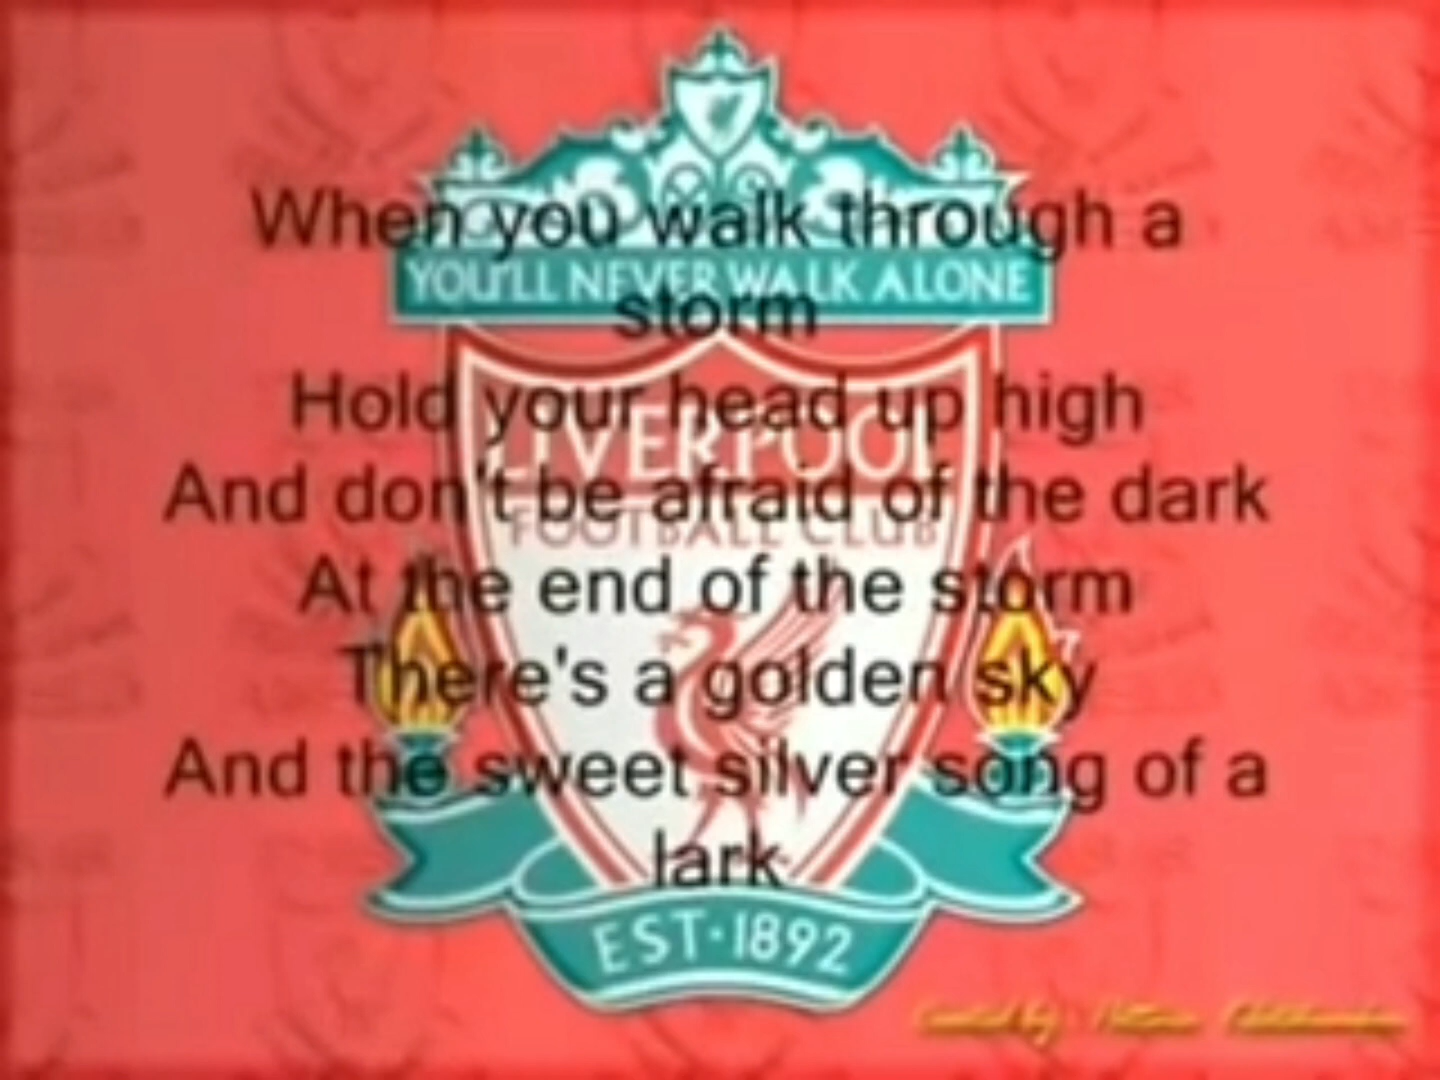 When you walk through a
YOU'LL NEVER WALK ALONE
storm
Hold your head up high
LIVERPOOL
And don't be afraid of the dark
FOOTBALL CLUB
At the end of the storm
There's a golden sky
And the sweet silver song of a
lark
EST·1892
Created by